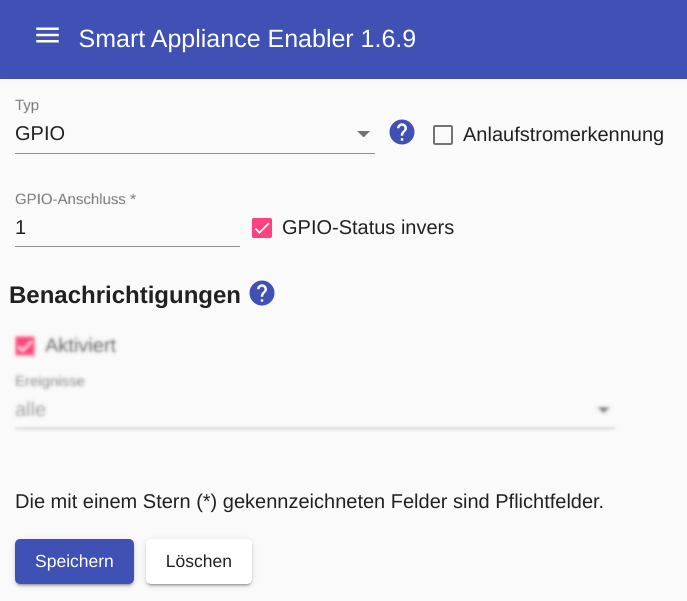 Smart Appliance Enabler 1.6.9
Typ
GPIO
Anlaufstromerkennung
GPIO-Anschluss *
1
GPIO-Status invers
Benachrichtigungen
Aktiviert
Ereignisse
alle
Die mit einem Stern (*) gekennzeichneten Felder sind Pflichtfelder.
Speichern
Löschen